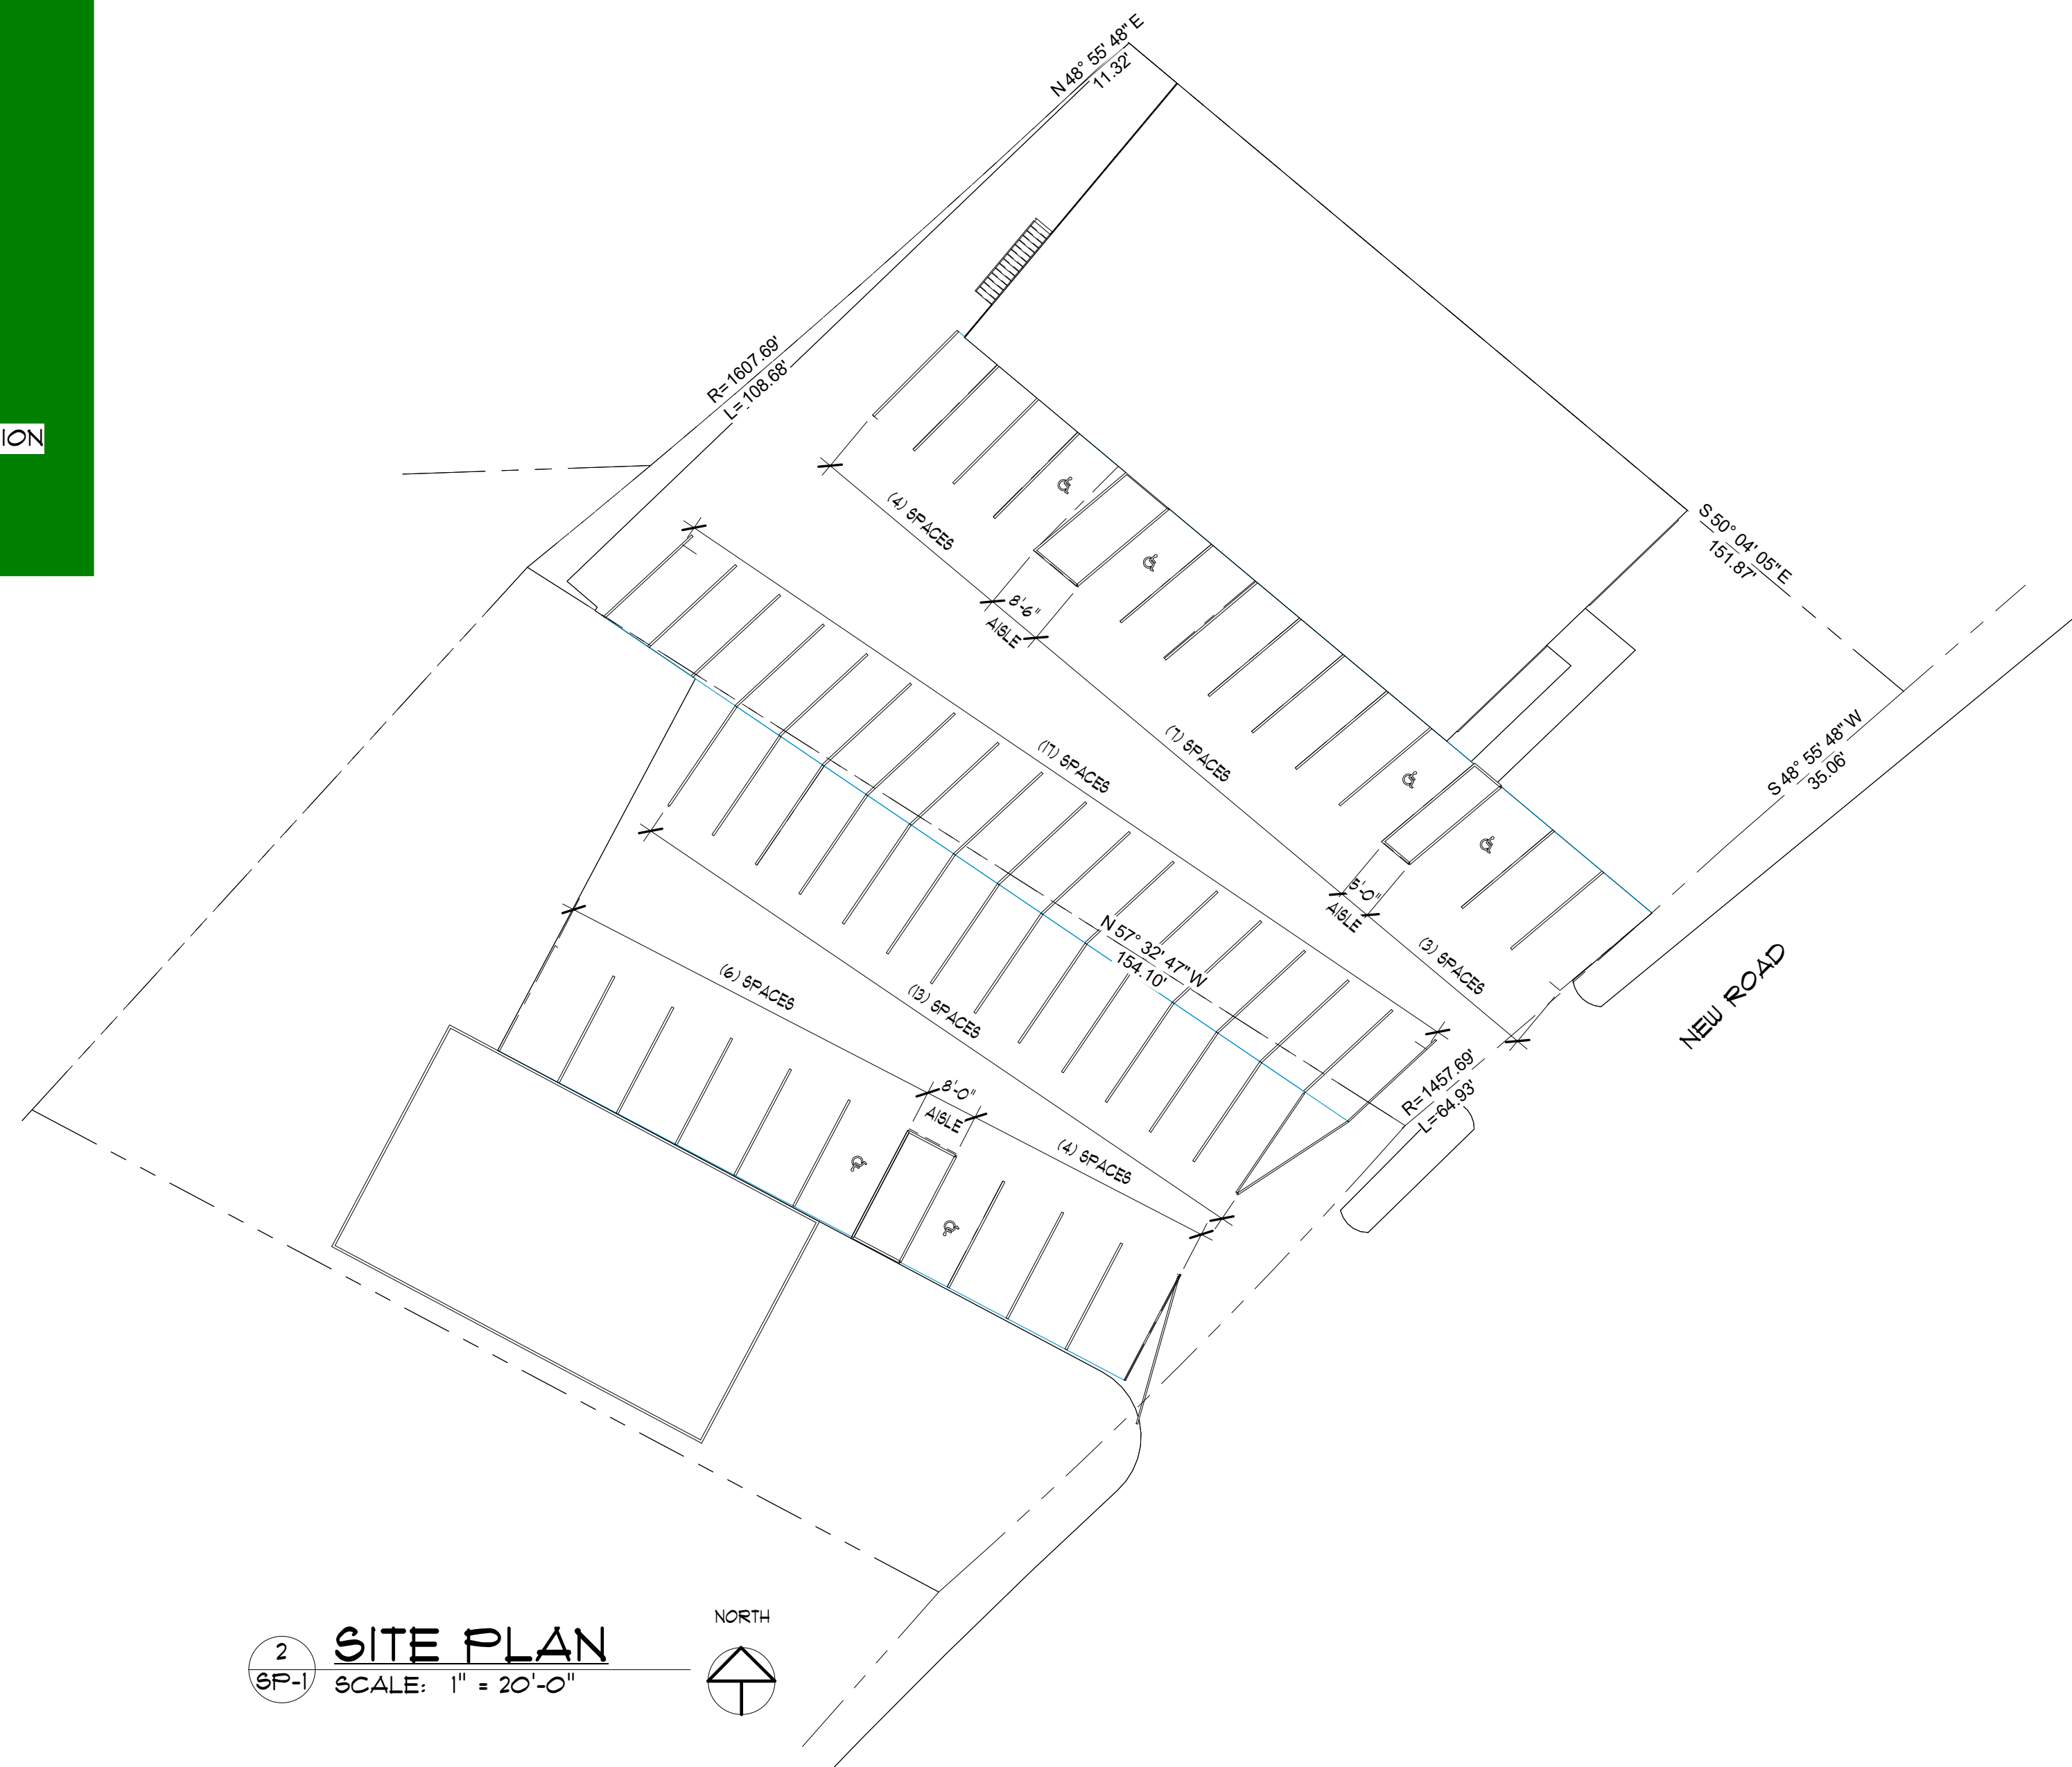 N 48° 55' 48" E
11.32'
R=1607.69'
L=108.68'
ION
(4) SPACES
8'-6"
AISLE
S 50° 04' 05" E
151.87'
(7) SPACES
(17) SPACES
S 48° 55' 48" W
35.06'
5'-0"
AISLE
(3) SPACES
N 57° 32' 47" W
154.10'
NEW ROAD
(6) SPACES
(13) SPACES
8'-0"
AISLE
(4) SPACES
R=1457.69'
L=64.93'
2
SP-1
SITE PLAN
SCALE: 1" = 20'-0"
NORTH